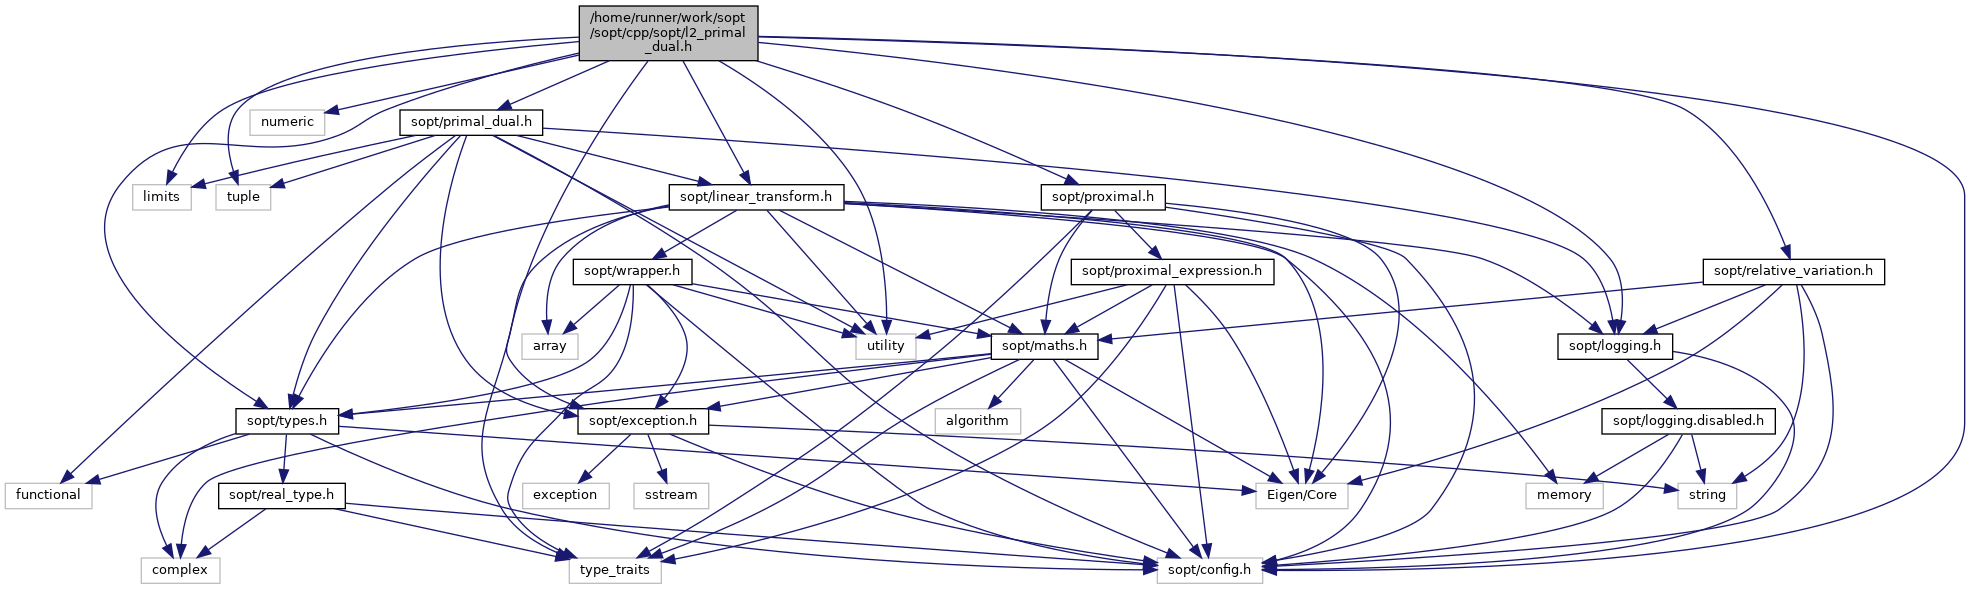 /home/runner/work/sopt
/sopt/cpp/sopt/l2_primal
_dual.h
numeric
sopt/primal_dual.h
limits
tuple
sopt/linear_transform.h
sopt/proximal.h
sopt/wrapper.h
sopt/proximal_expression.h
sopt/relative_variation.h
array
utility
sopt/maths.h
sopt/logging.h
sopt/types.h
sopt/exception.h
algorithm
sopt/logging.disabled.h
functional
sopt/real_type.h
exception
sstream
Eigen/Core
memory
string
complex
type_traits
sopt/config.h